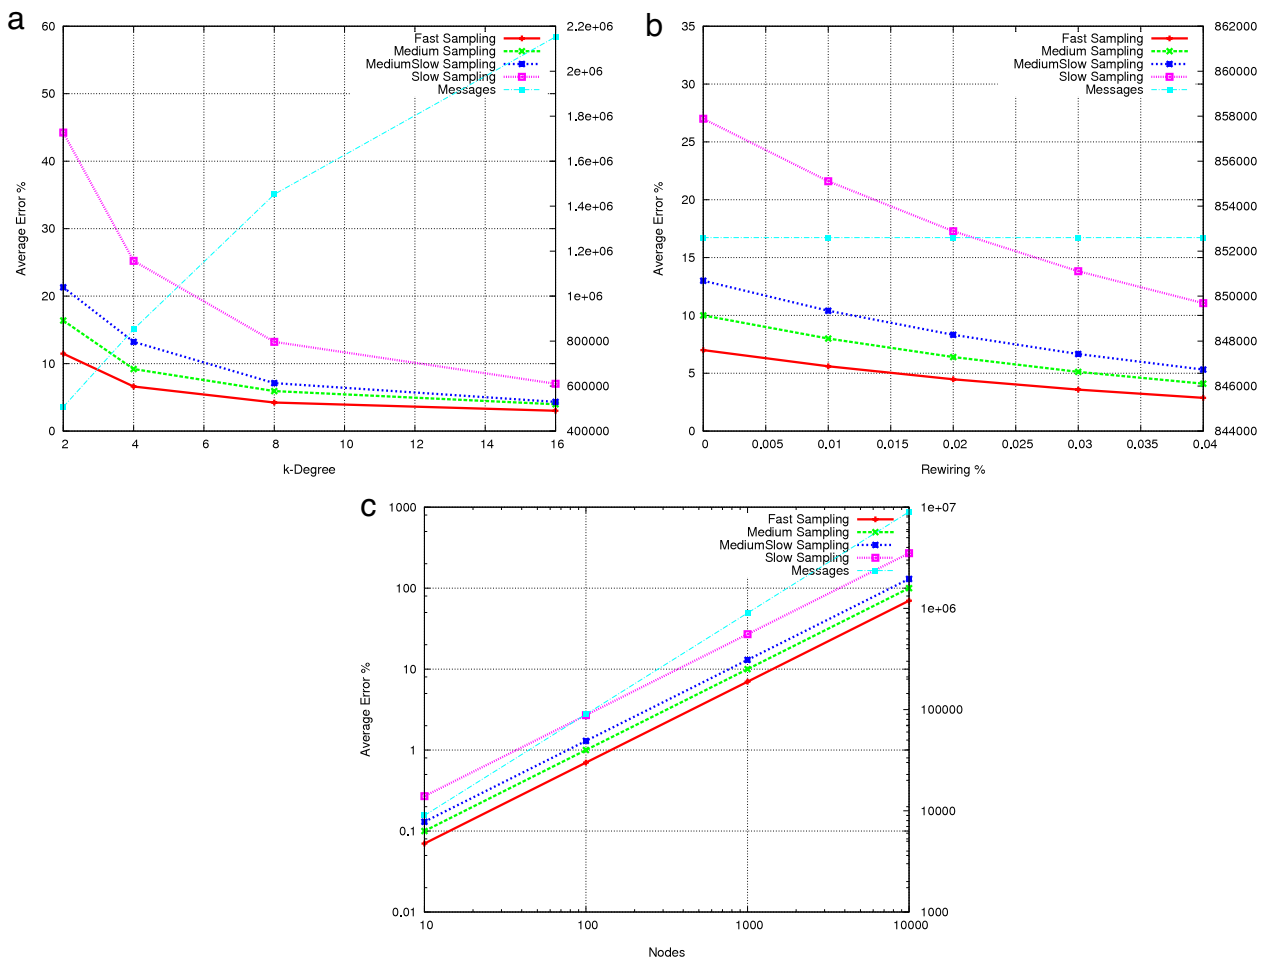 a
60
50
40
30
20
10
0
Average Error %
2 4 6 8 10 12 14 16
k-Degree
2.2e+06
2e+06
1.8e+06
1.6e+06
1.4e+06
1.2e+06
1e+06
800000
600000
400000
Fast Sampling
Medium Sampling
MediumSlow Sampling
Slow Sampling
Messages
b
35
30
25
20
15
10
5
0
Average Error %
0 0.005 0.01 0.015 0.02 0.025 0.03 0.035 0.04
Rewiring %
862000
860000
858000
856000
854000
852000
850000
848000
846000
844000
Fast Sampling
Medium Sampling
MediumSlow Sampling
Slow Sampling
Messages
c
1000
100
10
1
0.1
0.01
Average Error %
10 100 1000 10000
Nodes
1e+07
1e+06
100000
10000
1000
Fast Sampling
Medium Sampling
MediumSlow Sampling
Slow Sampling
Messages